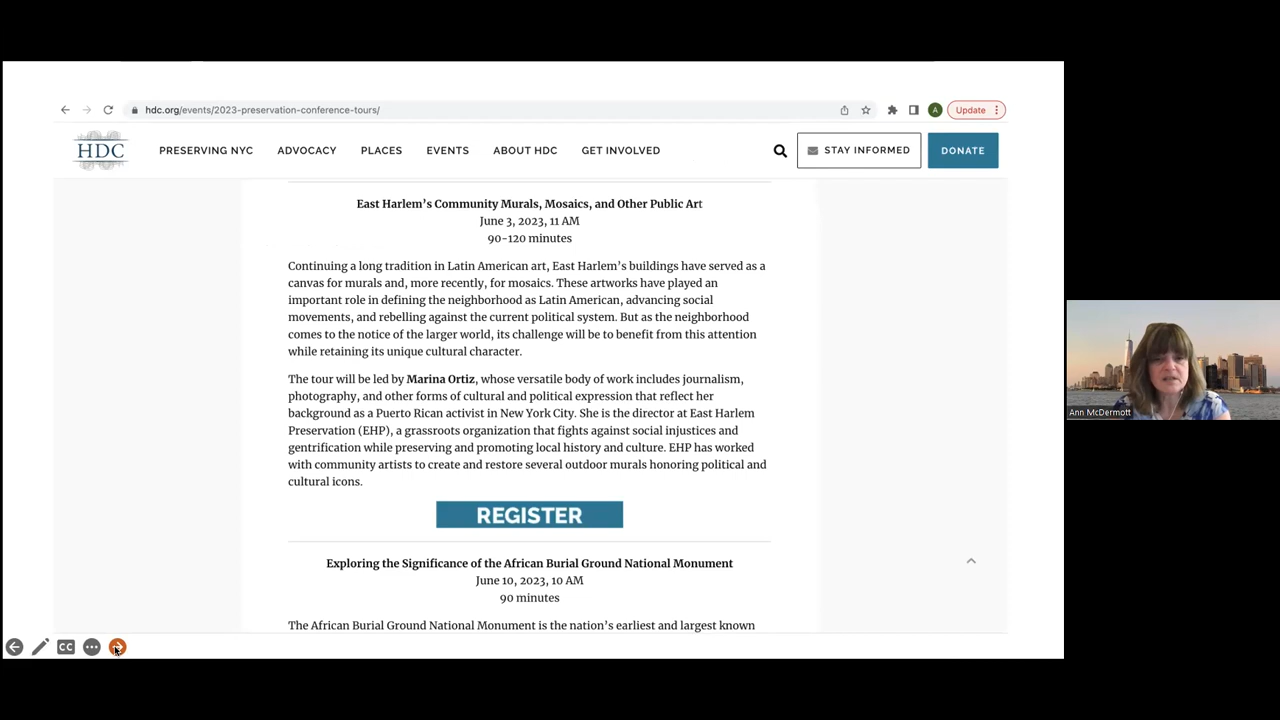 hdc.org/events/2023-preservation-conference-tours/
Update
HDC
PRESERVING NYC
ADVOCACY
PLACES
EVENTS
ABOUT HDC
GET INVOLVED
STAY INFORMED
DONATE
East Harlem's Community Murals, Mosaics, and Other Public Art
June 3, 2023, 11 AM
90-120 minutes
Continuing a long tradition in Latin American art, East Harlem's buildings have served as a
canvas for murals and, more recently, for mosaics. These artworks have played an
important role in defining the neighborhood as Latin American, advancing social
movements, and rebelling against the current political system. But as the neighborhood
comes to the notice of the larger world, its challenge will be to benefit from this attention
while retaining its unique cultural character.
The tour will be led by Marina Ortiz, whose versatile body of work includes journalism,
photography, and other forms of cultural and political expression that reflect her
background as a Puerto Rican activist in New York City. She is the director at East Harlem
Preservation (EHP), a grassroots organization that fights against social injustices and
gentrification while preserving and promoting local history and culture. EHP has worked
with community artists to create and restore several outdoor murals honoring political and
cultural icons.
REGISTER
Exploring the Significance of the African Burial Ground National Monument
June 10, 2023, 10 AM
90 minutes
The African Burial Ground National Monument is the nation's earliest and largest known
CC
A
Ann McDermott